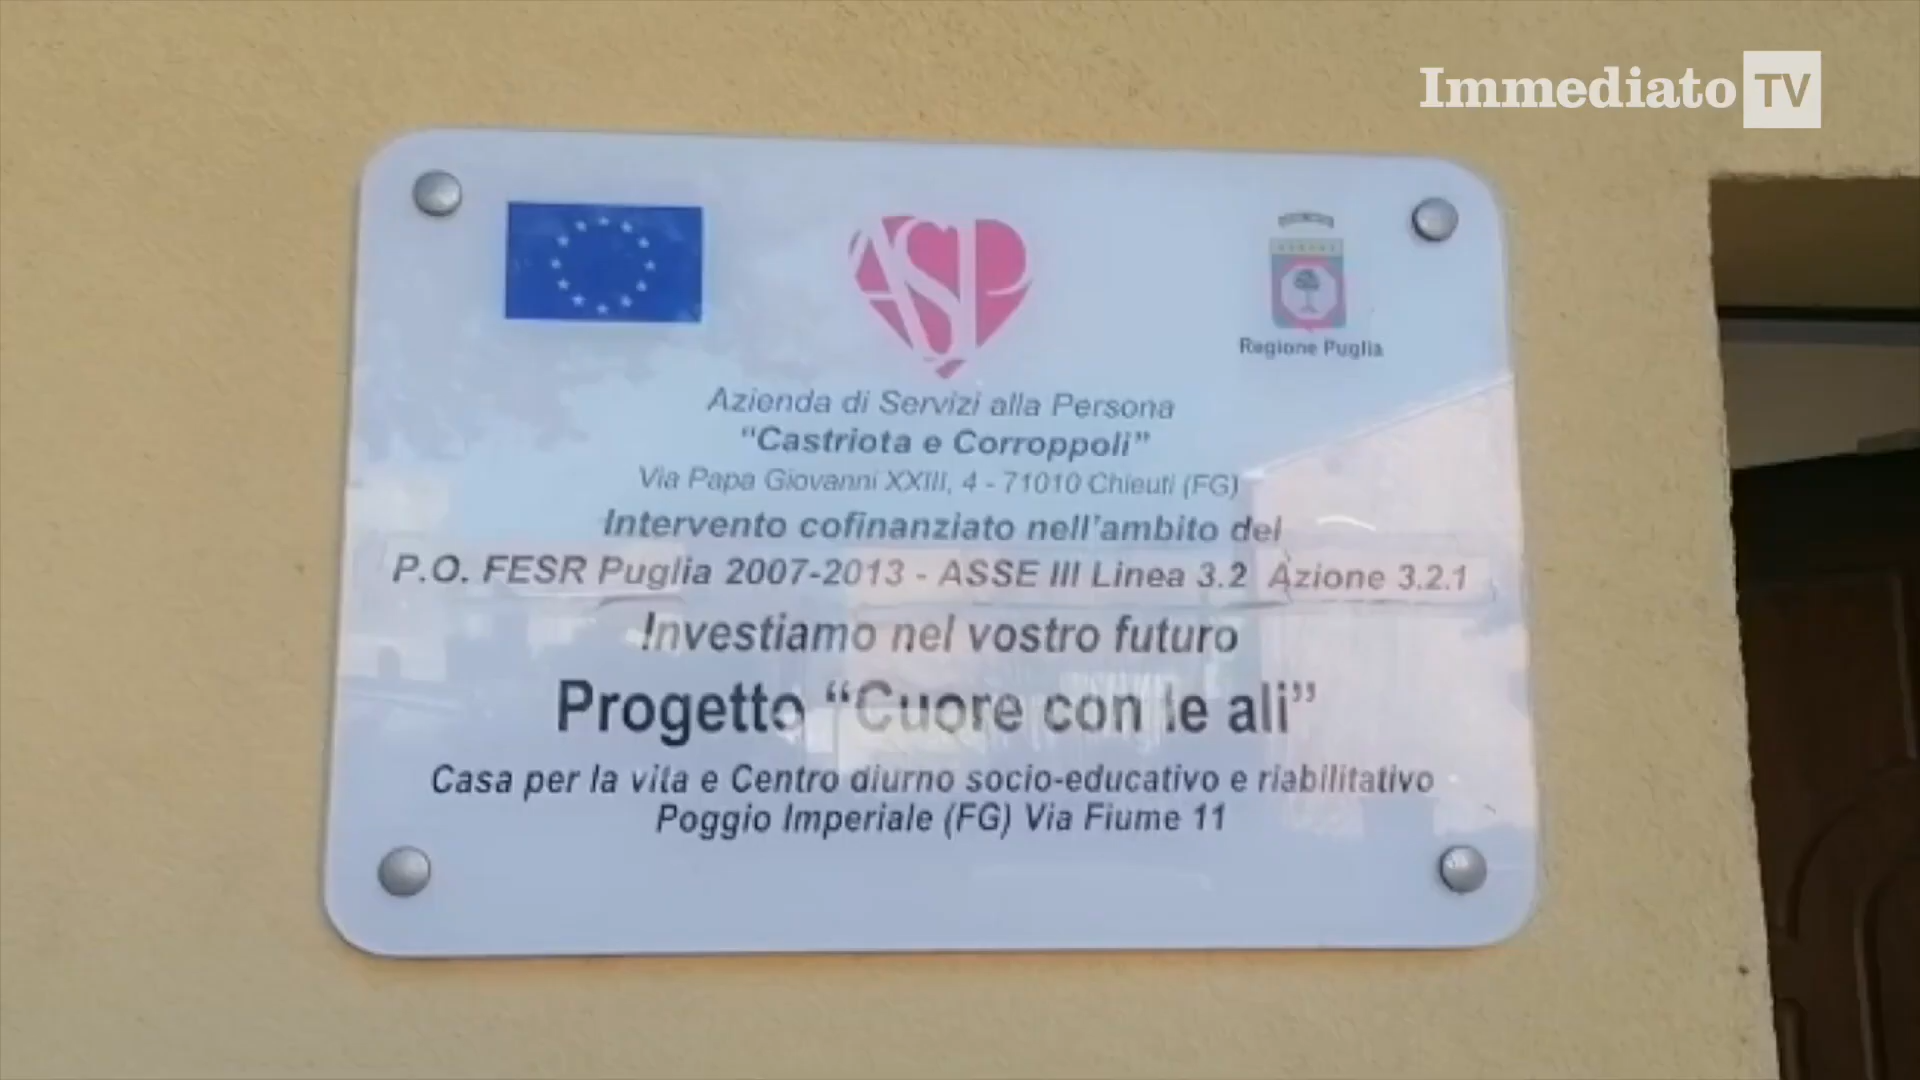 Immediato TV
ASP
Regione Puglia
Azienda di Servizi alla Persona
“Castriota e Corroppoli”
Via Papa Giovanni XXIII, 4 - 71010 Chieuti (FG)
Intervento cofinanziato nell'ambito del
P.O. FESR Puglia 2007-2013 - ASSE III Linea 3.2 Azione 3.2.1
Investiamo nel vostro futuro
Progetto “Cuore con le ali”
Casa per la vita e Centro diurno socio-educativo e riabilitativo
Poggio Imperiale (FG) Via Fiume 11